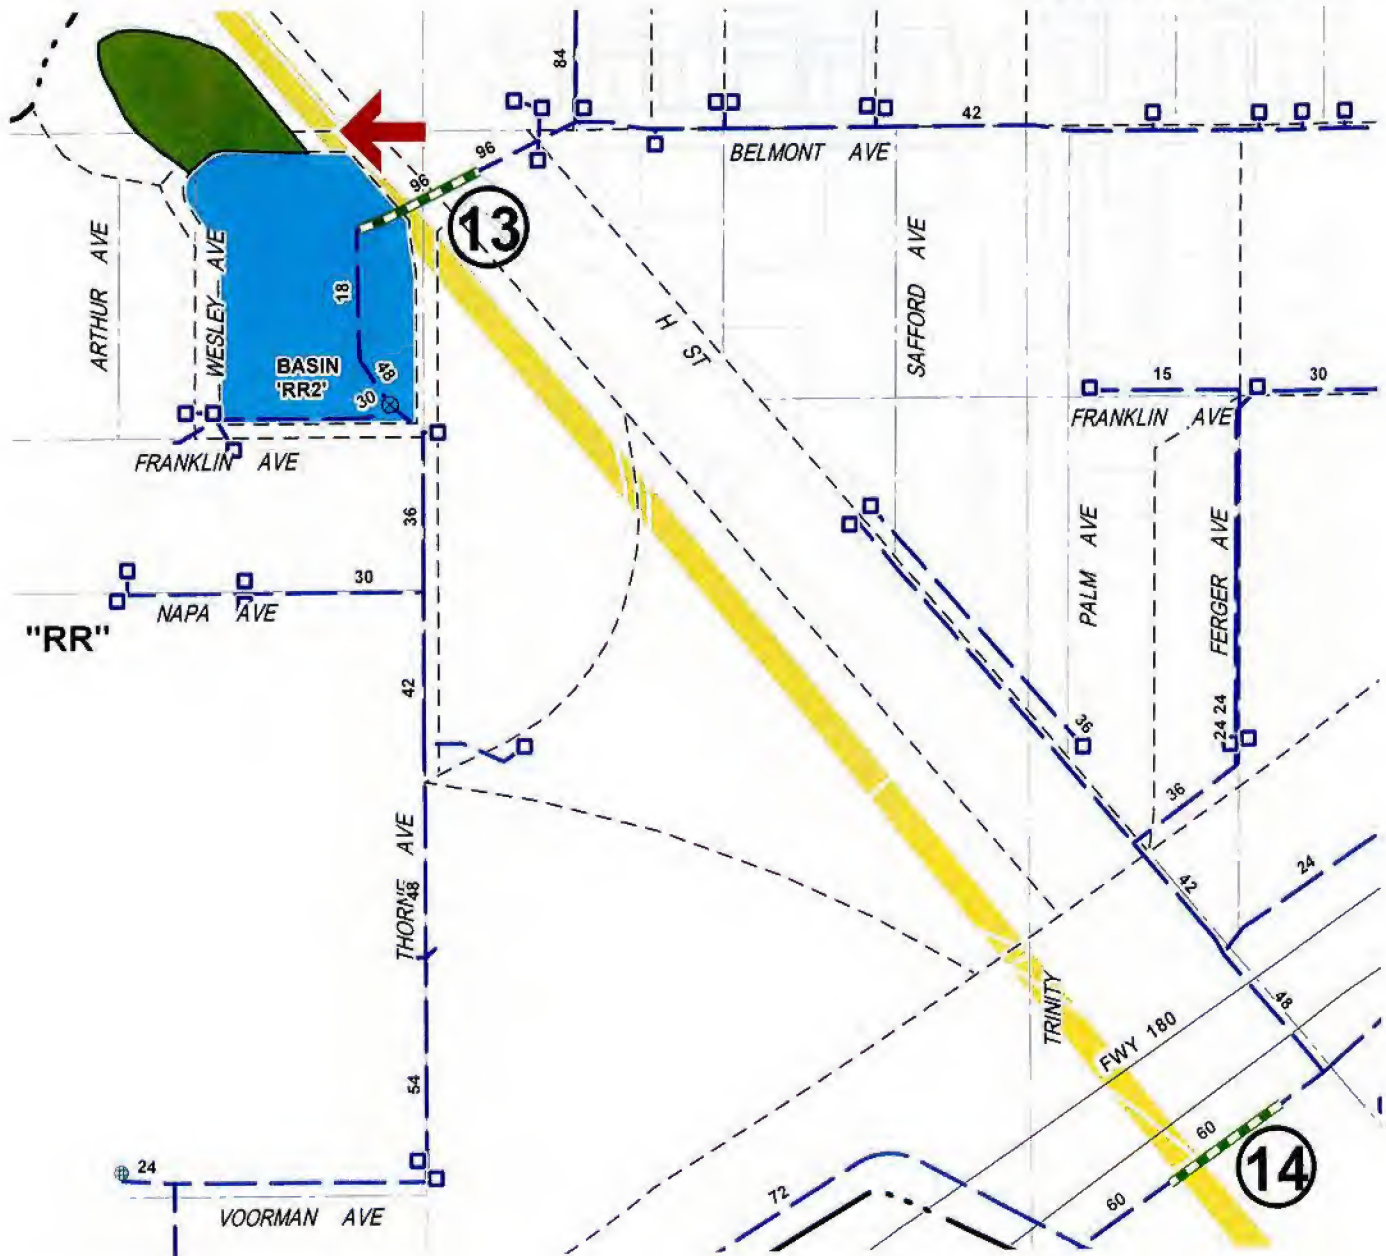 84
42
BELMONT AVE
96
96
13
ARTHUR AVE
WESLEY AVE
18
SAFFORD AVE
H ST
BASIN
'RR2'
48
30
15
30
FRANKLIN AVE
FRANKLIN AVE
36
PALM AVE
FERGER AVE
30
NAPA AVE
"RR"
42
36
24 24
36
THORNE AVE
48
42
24
TRINITY
48
FWY 180
54
60
14
24
72
60
VOORMAN AVE